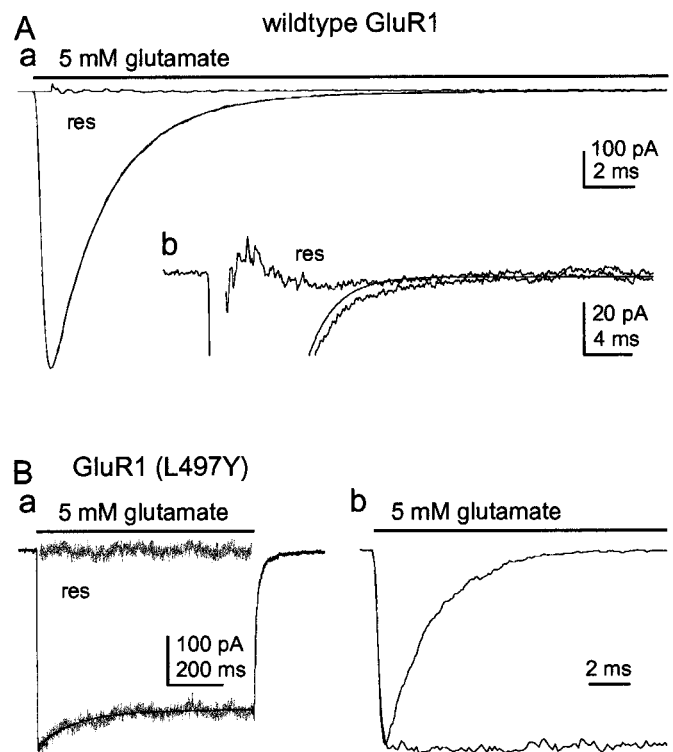 A
wildtype GluR1
a
5 mM glutamate
res
100 pA
2 ms
b
res
20 pA
4 ms
B
GluR1 (L497Y)
a
5 mM glutamate
res
100 pA
200 ms
b
5 mM glutamate
2 ms